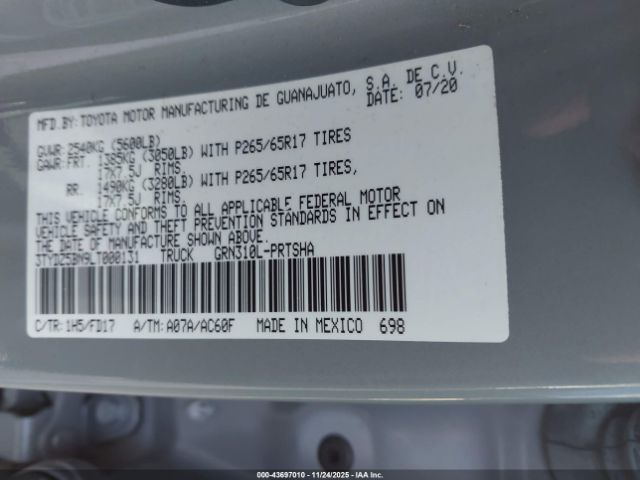 MFD.BY:TOYOTA MOTOR MANUFACTURING DE GUANAJUATO, S.A. DE C.V.
DATE: 07/20
GVWR: 2540KG (5600LB)
GAWR:FRT. 1385KG (3050LB) WITH P265/65R17 TIRES
17X7.5J RIMS,
RR. 1490KG (3280LB) WITH P265/65R17 TIRES,
17X7.5J RIMS,
THIS VEHICLE CONFORMS TO ALL APPLICABLE FEDERAL MOTOR
VEHICLE SAFETY AND THEFT PREVENTION STANDARDS IN EFFECT ON
THE DATE OF MANUFACTURE SHOWN ABOVE.
3TYDZ5BN9LT000131 TRUCK GRN310L-PRTSHA
C/TR:1H5/FD17 A/TM:A07A/AC60F MADE IN MEXICO 698
000-43697010 - 11/24/2025 - IAA Inc.